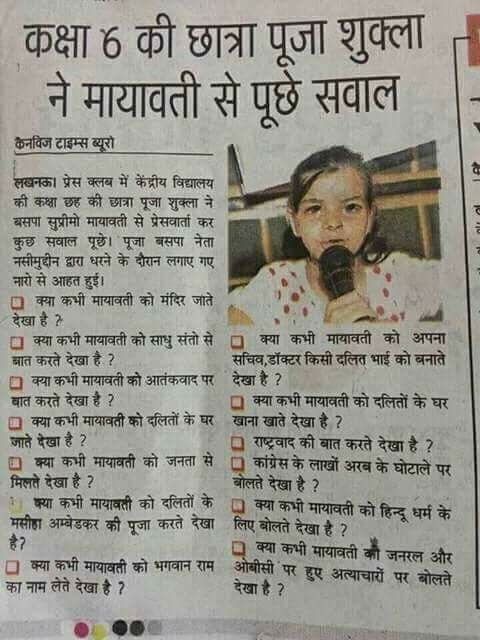 कक्षा 6 की छात्रा पूजा शुक्ला
ने मायावती से पूछे सवाल
कैनविज टाइम्स ब्यूरो
लखनऊ। प्रेस क्लब में केंद्रीय विद्यालय
की कक्षा छह की छात्रा पूजा शुक्ला ने
बसपा सुप्रीमो मायावती से प्रेसवार्ता कर
कुछ सवाल पूछे। पूजा बसपा नेता
नसीमुद्दीन द्वारा धरने के दौरान लगाए गए
नारो से आहत हुई।
क्या कभी मायावती को मंदिर जाते
देखा है ?
क्या कभी मायावती को साधु संतो से
बात करते देखा है ?
क्या कभी मायावती को आतंकवाद पर
बात करते देखा है ?
क्या कभी मायावती को दलितों के घर
जाते देखा है ?
क्या कभी मायावती को जनता से
मिलते देखा है ?
क्या कभी मायावती को दलितों के
मसीहा अम्बेडकर की पूजा करते देखा
है?
क्या कभी मायावती को भगवान राम
का नाम लेते देखा है ?
क्या कभी मायावती को अपना
सचिव,डॉक्टर किसी दलित भाई को बनाते
देखा है ?
क्या कभी मायावती को दलितों के घर
खाना खाते देखा है ?
राष्ट्रवाद की बात करते देखा है ?
कांग्रेस के लाखों अरब के घोटाले पर
बोलते देखा है ?
क्या कभी मायावती को हिन्दू धर्म के
लिए बोलते देखा है ?
क्या कभी मायावती को जनरल और
ओबीसी पर हुए अत्याचारों पर बोलते
देखा है ?